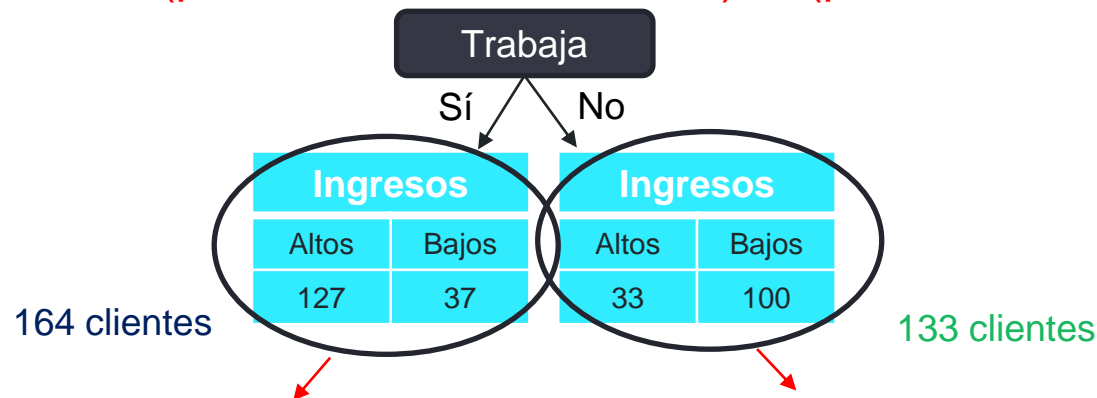 Trabaja
Sí No
Ingresos Ingresos
Altos Bajos Altos Bajos
127 37 33 100
164 clientes 133 clientes